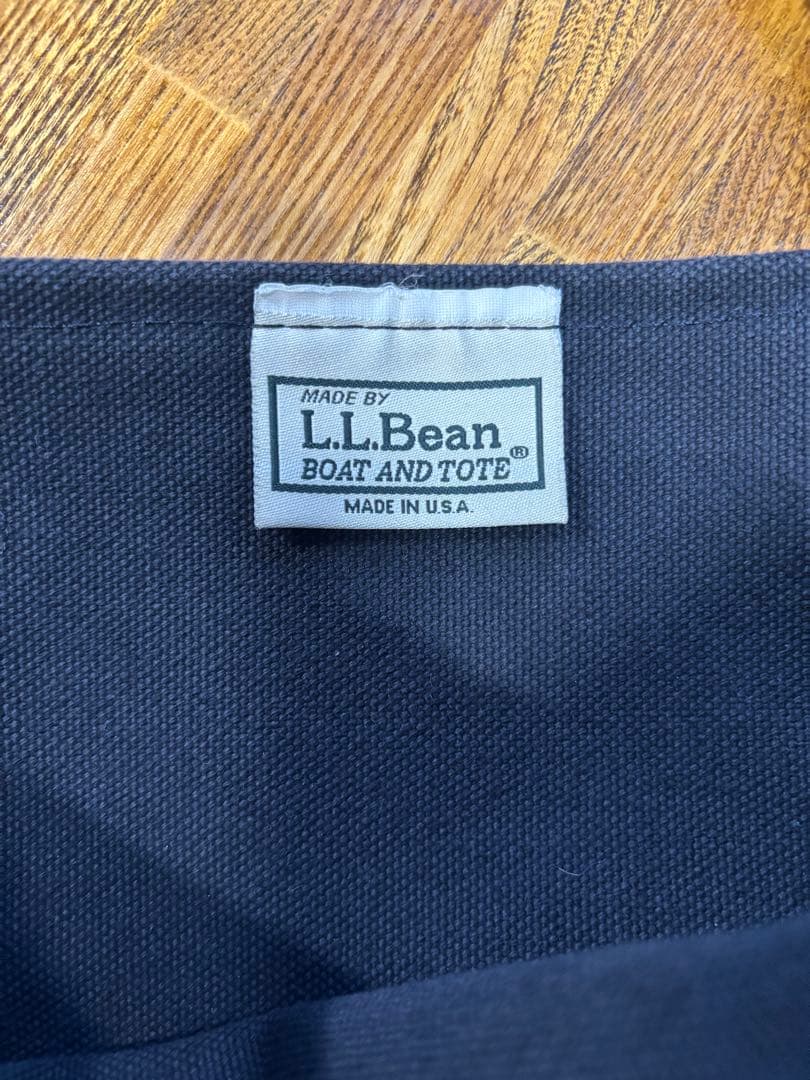 MADE BY
L.L.Bean
BOAT AND TOTE®
MADE IN U.S.A.